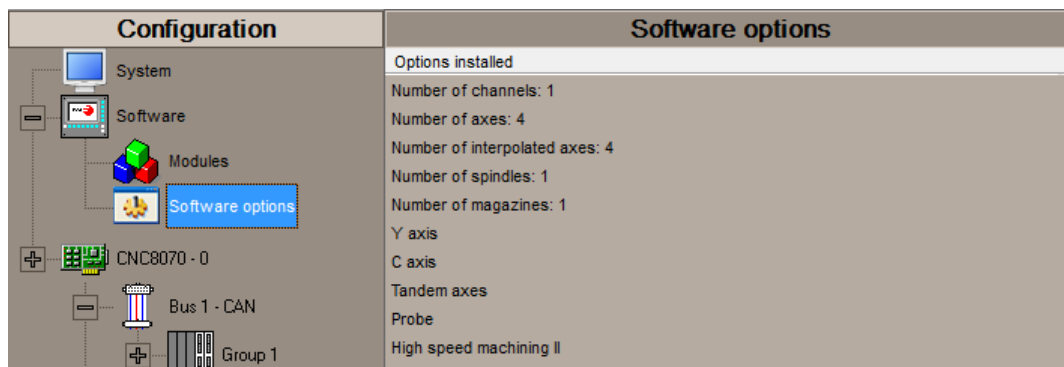 Configuration
System
Software
Modules
Software options
CNC8070 - 0
Bus 1 - CAN
Group 1
Software options
Options installed
Number of channels: 1
Number of axes: 4
Number of interpolated axes: 4
Number of spindles: 1
Number of magazines: 1
Y axis
C axis
Tandem axes
Probe
High speed machining II